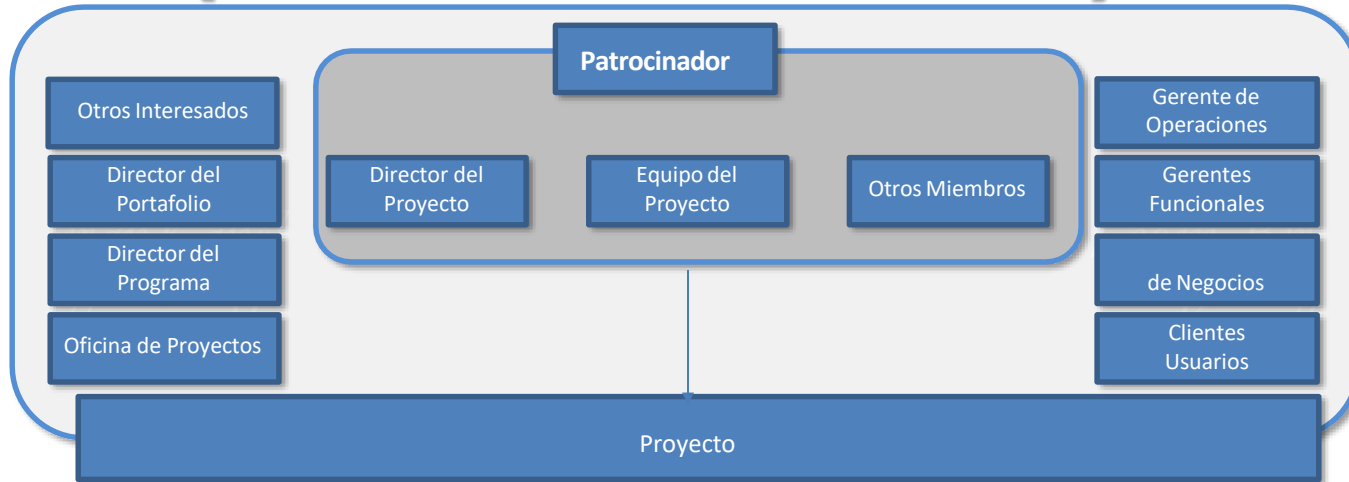 Patrocinador
Otros Interesados
Director del
Portafolio
Director del
Programa
Oficina de Proyectos
Director del
Proyecto
Equipo del
Proyecto
Otros Miembros
Gerente de
Operaciones
Gerentes
Funcionales
de Negocios
Clientes
Usuarios
Proyecto